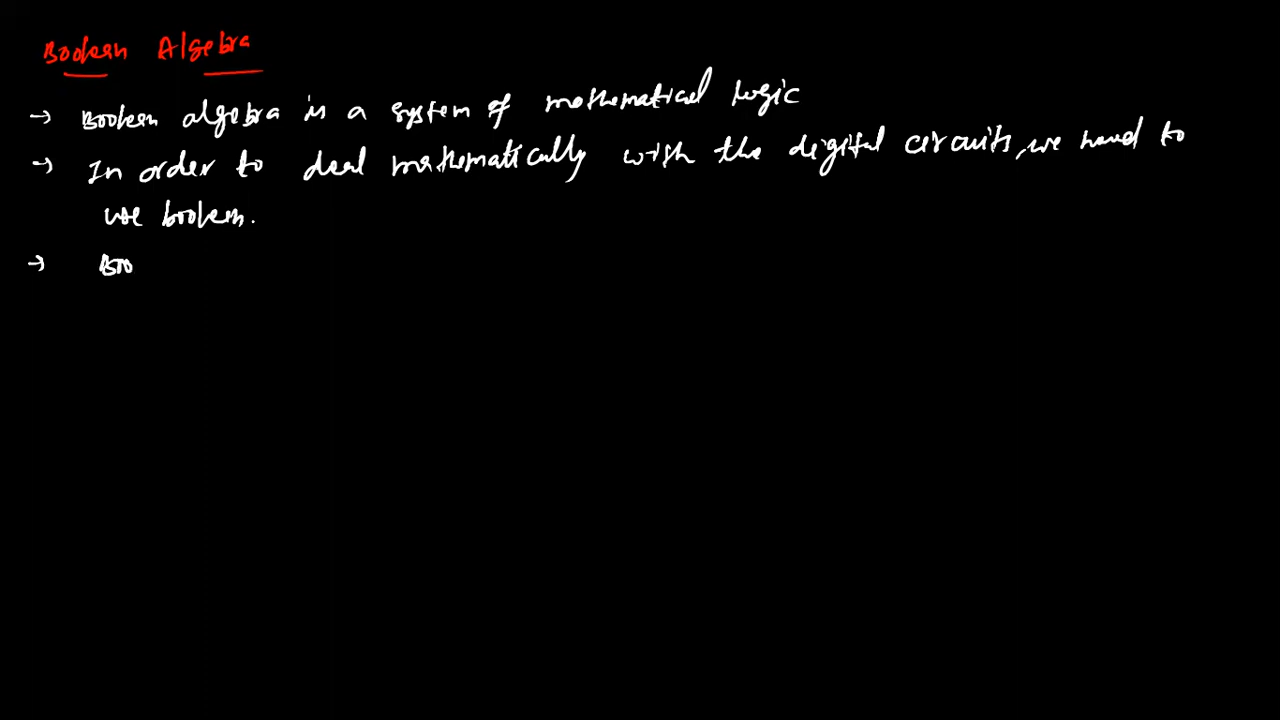 Boolean Algebra
→ Boolean algebra is a system of mathematical logic
→ In order to deal mathematically with the digital circuits, we need to
use boolean.
→ Boo